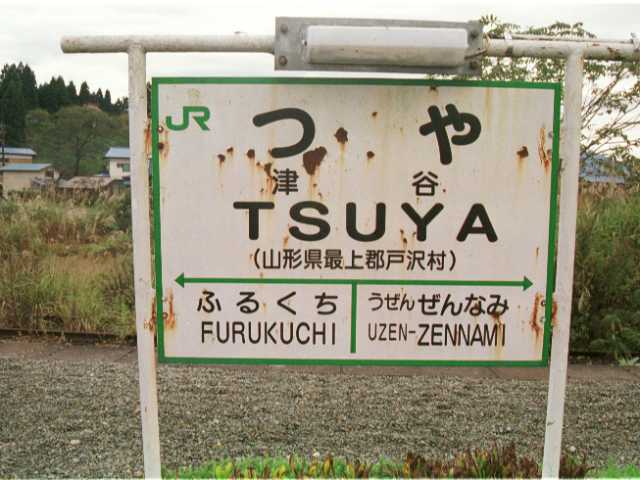 JR つや
津谷
TSUYA
(山形県最上郡戸沢村)
ふるくち うぜんぜんなみ
FURUKUCHI UZEN-ZENNAMI